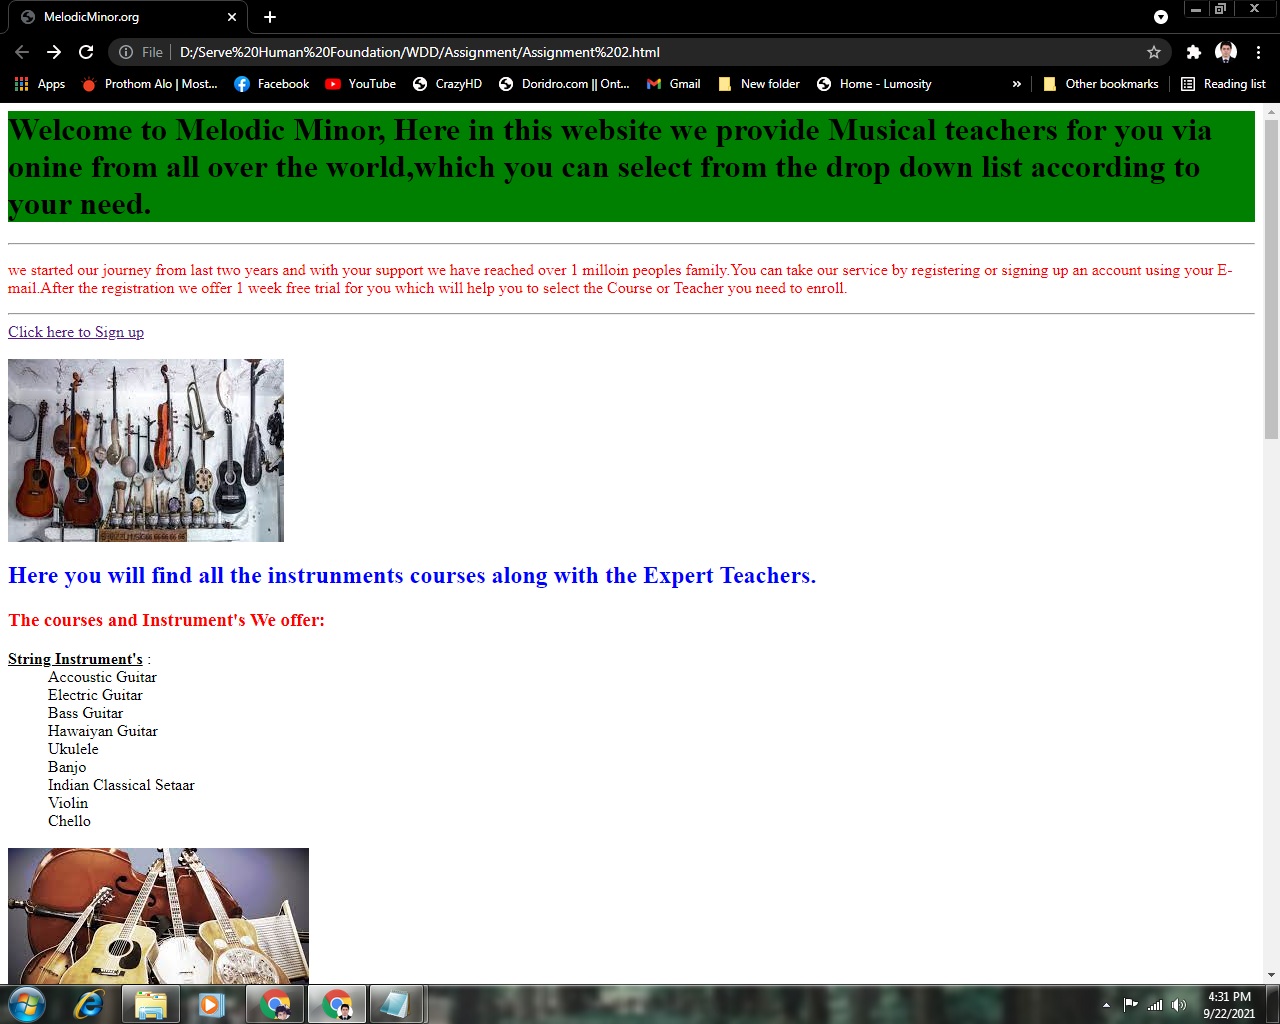 MelodicMinor.org
File D:/Serve%20Human%20Foundation/WDD/Assignment/Assignment%202.html
Apps Prothom Alo | Most... Facebook YouTube CrazyHD Doridro.com || Ont... Gmail New folder Home - Lumosity » Other bookmarks Reading list
Welcome to Melodic Minor, Here in this website we provide Musical teachers for you via
onine from all over the world,which you can select from the drop down list according to
your need.
we started our journey from last two years and with your support we have reached over 1 milloin peoples family.You can take our service by registering or signing up an account using your E-
mail.After the registration we offer 1 week free trial for you which will help you to select the Course or Teacher you need to enroll.
Click here to Sign up
Here you will find all the instrunments courses along with the Expert Teachers.
The courses and Instrument's We offer:
String Instrument's :
Accoustic Guitar
Electric Guitar
Bass Guitar
Hawaiyan Guitar
Ukulele
Banjo
Indian Classical Setaar
Violin
Chello
4:31 PM
9/22/2021